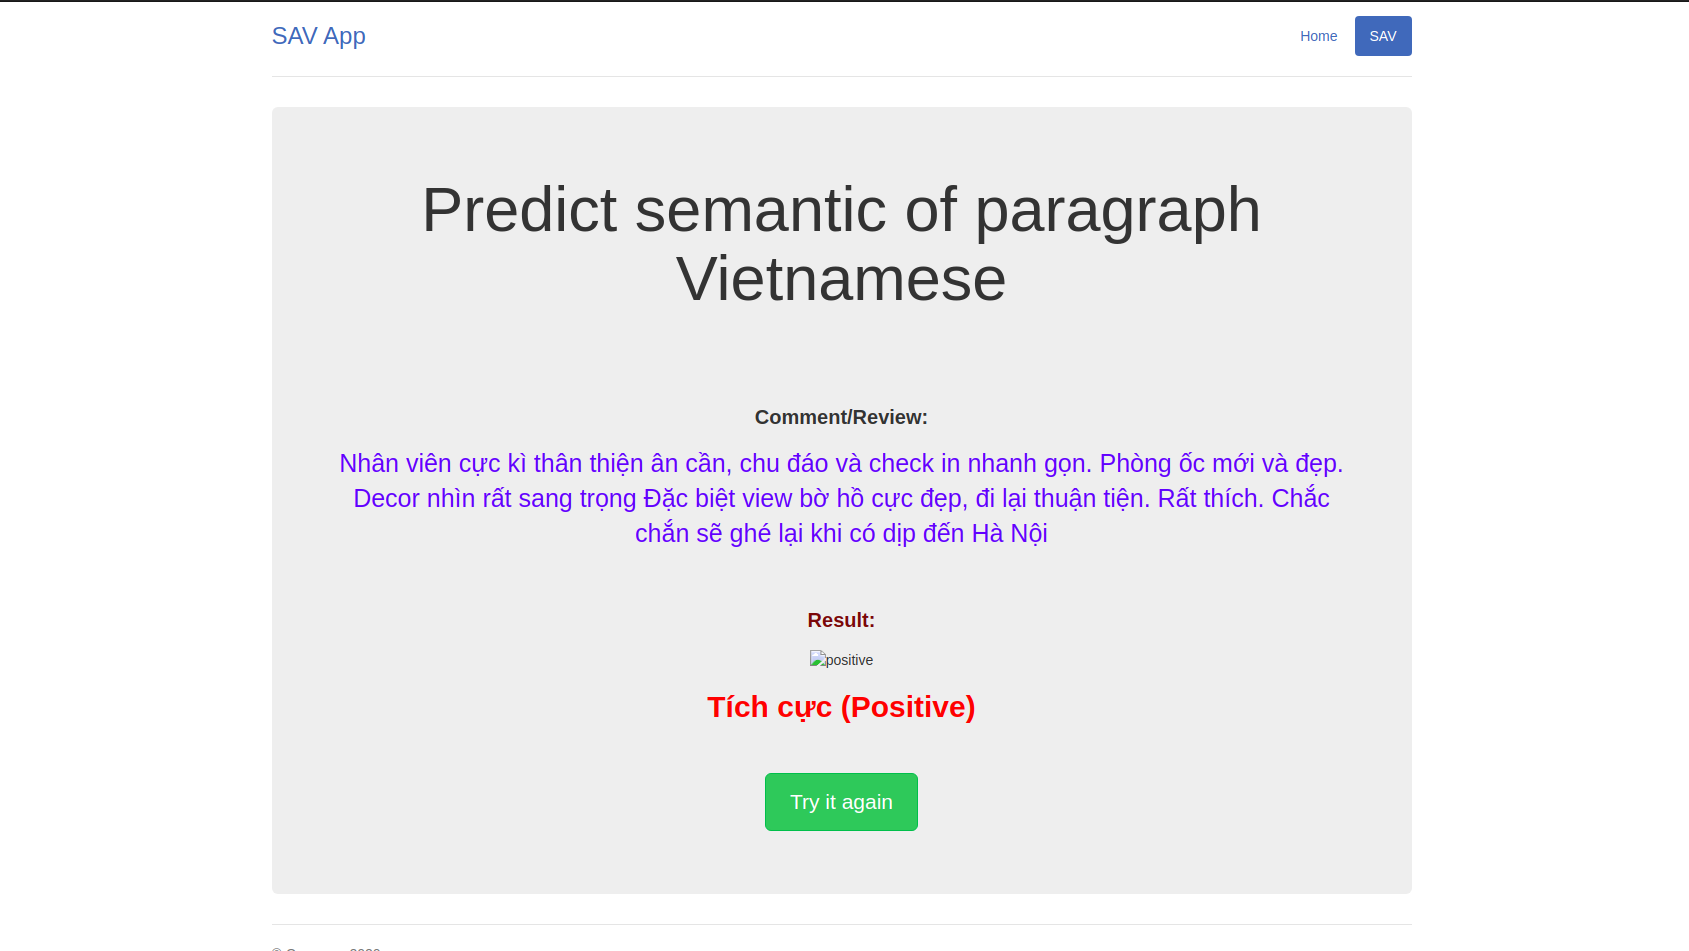 SAV App
Home
SAV
Predict semantic of paragraph
Vietnamese
Comment/Review:
Nhân viên cực kì thân thiện ân cần, chu đáo và check in nhanh gọn. Phòng ốc mới và đẹp.
Decor nhìn rất sang trọng Đặc biệt view bờ hồ cực đẹp, đi lại thuận tiện. Rất thích. Chắc
chắn sẽ ghé lại khi có dịp đến Hà Nội
Result:
positive
Tích cực (Positive)
Try it again